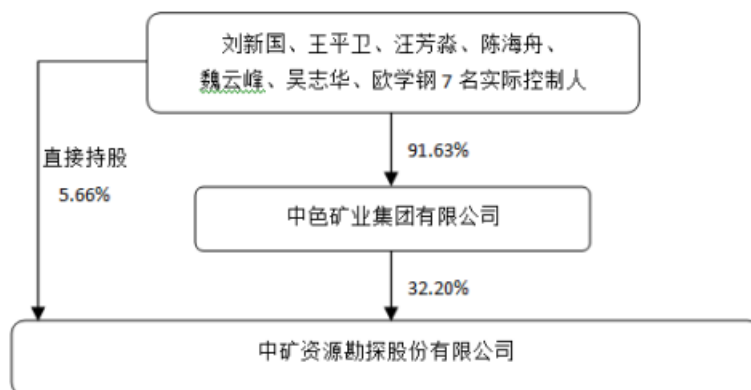 刘新国、王平卫、汪芳淼、陈海舟、
魏云峰、吴志华、欧学钢 7 名实际控制人
直接持股
5.66%
91.63%
中色矿业集团有限公司
32.20%
中矿资源勘探股份有限公司